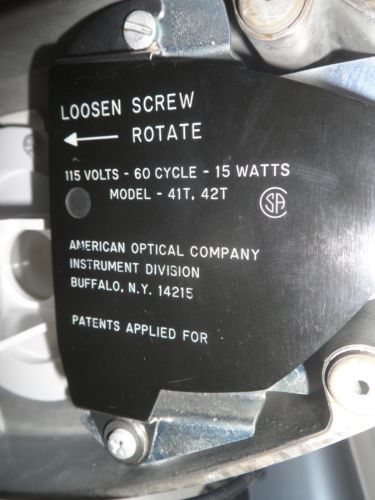 LOOSEN SCREW
← ROTATE
115 VOLTS - 60 CYCLE - 15 WATTS
MODEL - 41T, 42T
CSA
AMERICAN OPTICAL COMPANY
INSTRUMENT DIVISION
BUFFALO, N.Y. 14215
PATENTS APPLIED FOR